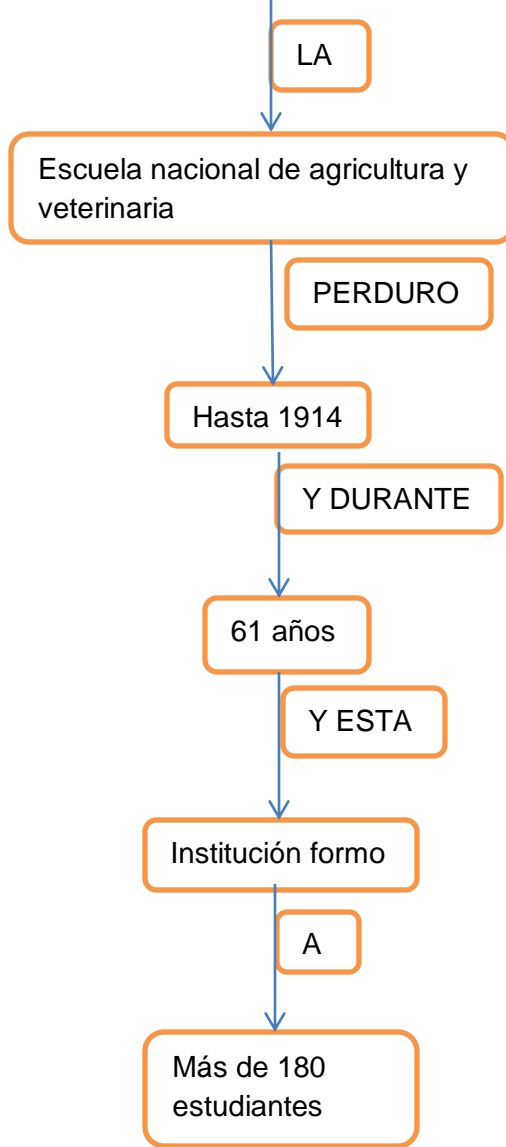 LA
Escuela nacional de agricultura y
veterinaria
PERDURO
Hasta 1914
Y DURANTE
61 años
Y ESTA
Institución formo
A
Más de 180
estudiantes